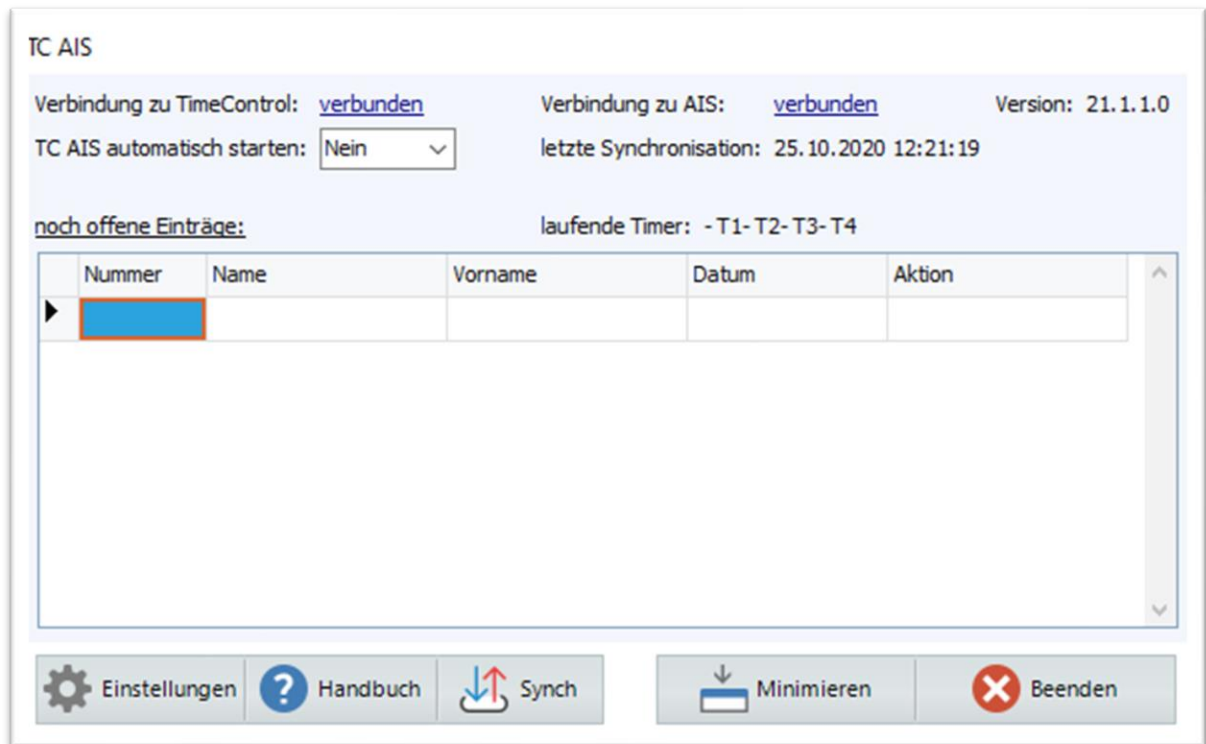 TC AIS
Verbindung zu TimeControl: verbunden Verbindung zu AIS: verbunden Version: 21.1.1.0
TC AIS automatisch starten: Nein letzte Synchronisation: 25.10.2020 12:21:19
noch offene Einträge: laufende Timer: - T1- T2- T3- T4
Nummer Name Vorname Datum Aktion
Einstellungen Handbuch Synch Minimieren Beenden